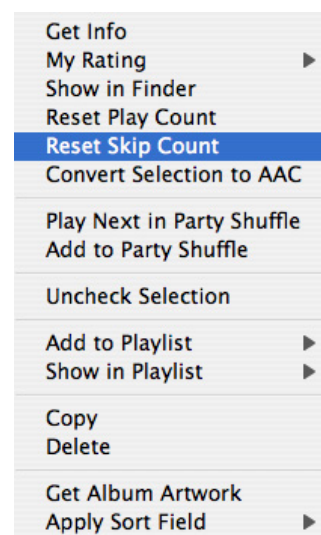 Get Info
My Rating
Show in Finder
Reset Play Count
Reset Skip Count
Convert Selection to AAC
Play Next in Party Shuffle
Add to Party Shuffle
Uncheck Selection
Add to Playlist
Show in Playlist
Copy
Delete
Get Album Artwork
Apply Sort Field